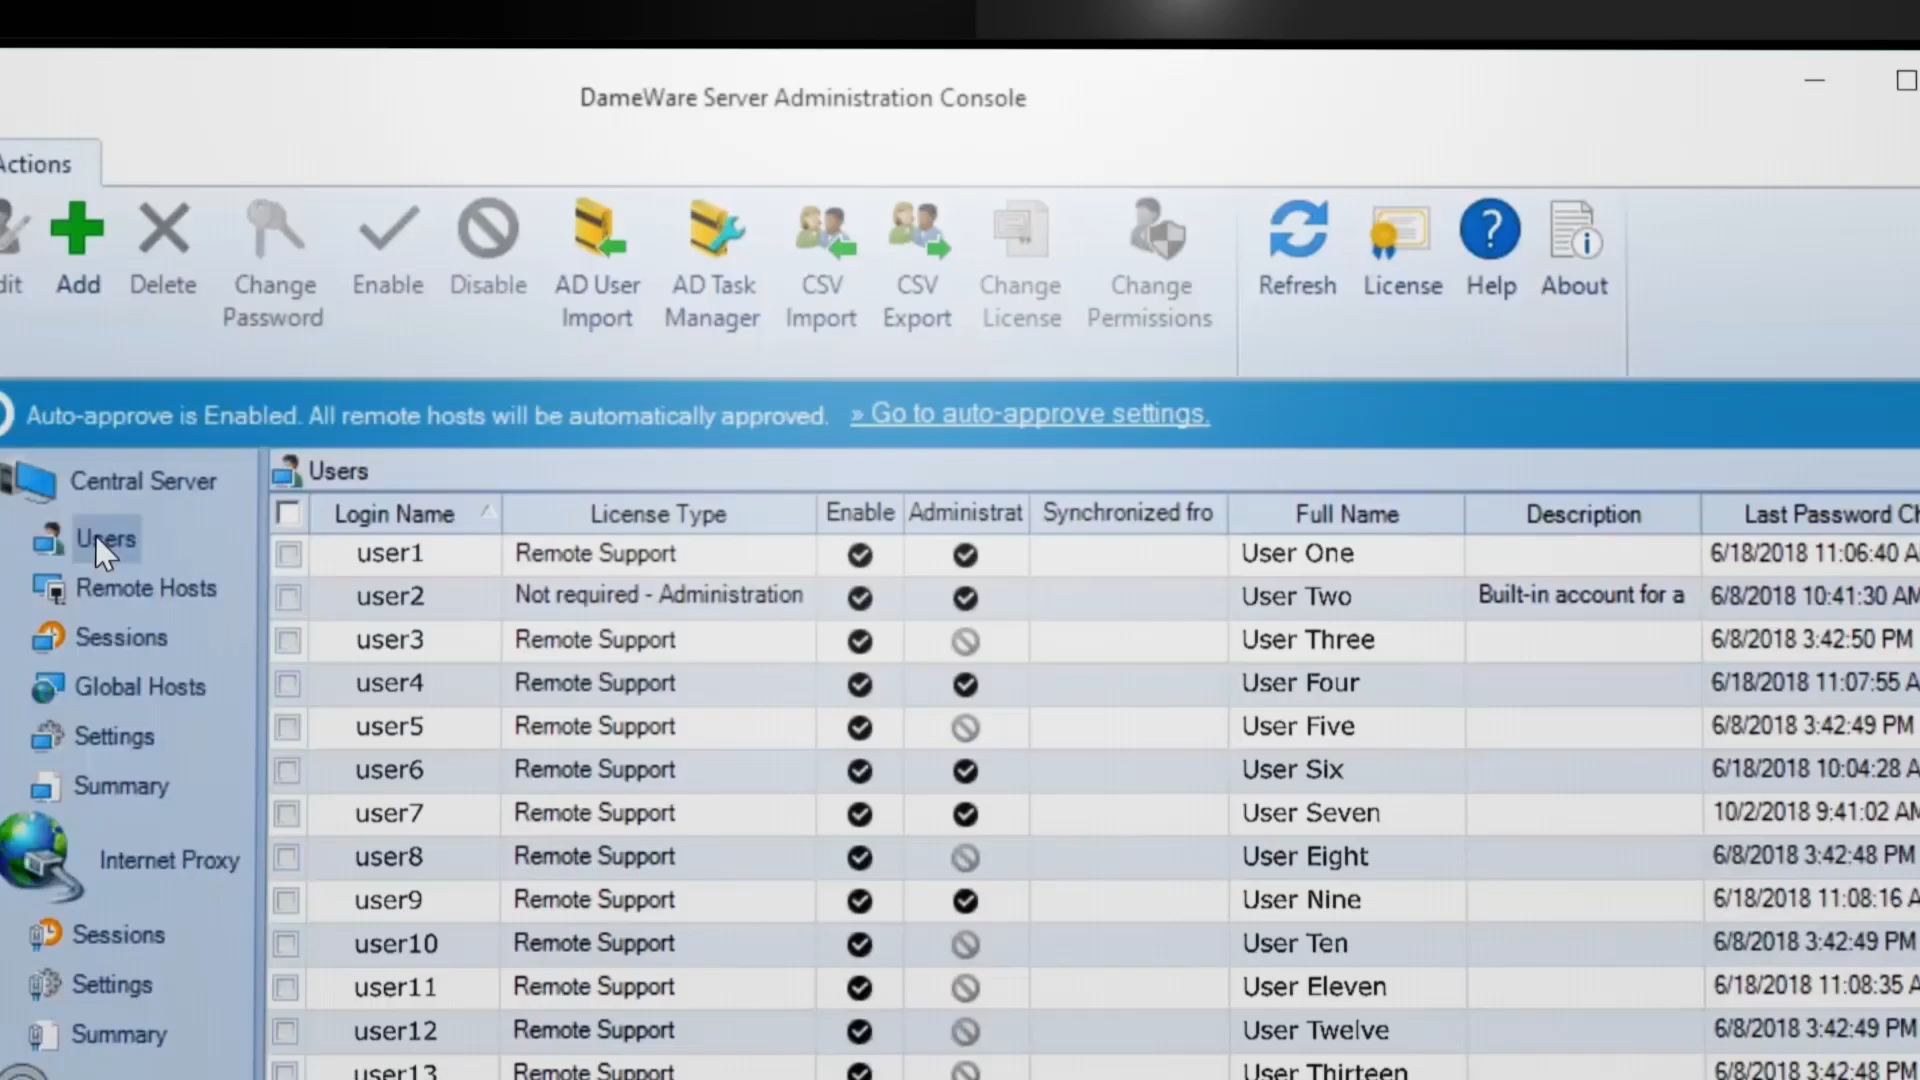 DameWare Server Administration Console
Actions
Add
Delete
Change Password
Enable
Disable
AD User Import
AD Task Manager
CSV Import
CSV Export
Change License
Change Permissions
Refresh
License
Help
About
Auto-approve is Enabled. All remote hosts will be automatically approved. » Go to auto-approve settings.
Central Server
Users
Remote Hosts
Sessions
Global Hosts
Settings
Summary
Internet Proxy
Sessions
Settings
Summary
Users
Login Name License Type Enable Administrat Synchronized fro Full Name Description Last Password Ch
user1 Remote Support User One 6/18/2018 11:06:40 A
user2 Not required - Administration User Two Built-in account for a 6/8/2018 10:41:30 AM
user3 Remote Support User Three 6/8/2018 3:42:50 PM
user4 Remote Support User Four 6/18/2018 11:07:55 A
user5 Remote Support User Five 6/8/2018 3:42:49 PM
user6 Remote Support User Six 6/18/2018 10:04:28 A
user7 Remote Support User Seven 10/2/2018 9:41:02 AM
user8 Remote Support User Eight 6/8/2018 3:42:48 PM
user9 Remote Support User Nine 6/18/2018 11:08:16 A
user10 Remote Support User Ten 6/8/2018 3:42:49 PM
user11 Remote Support User Eleven 6/18/2018 11:08:35 A
user12 Remote Support User Twelve 6/8/2018 3:42:49 PM
user13 Remote Support User Thirteen 6/8/2018 3:42:48 PM